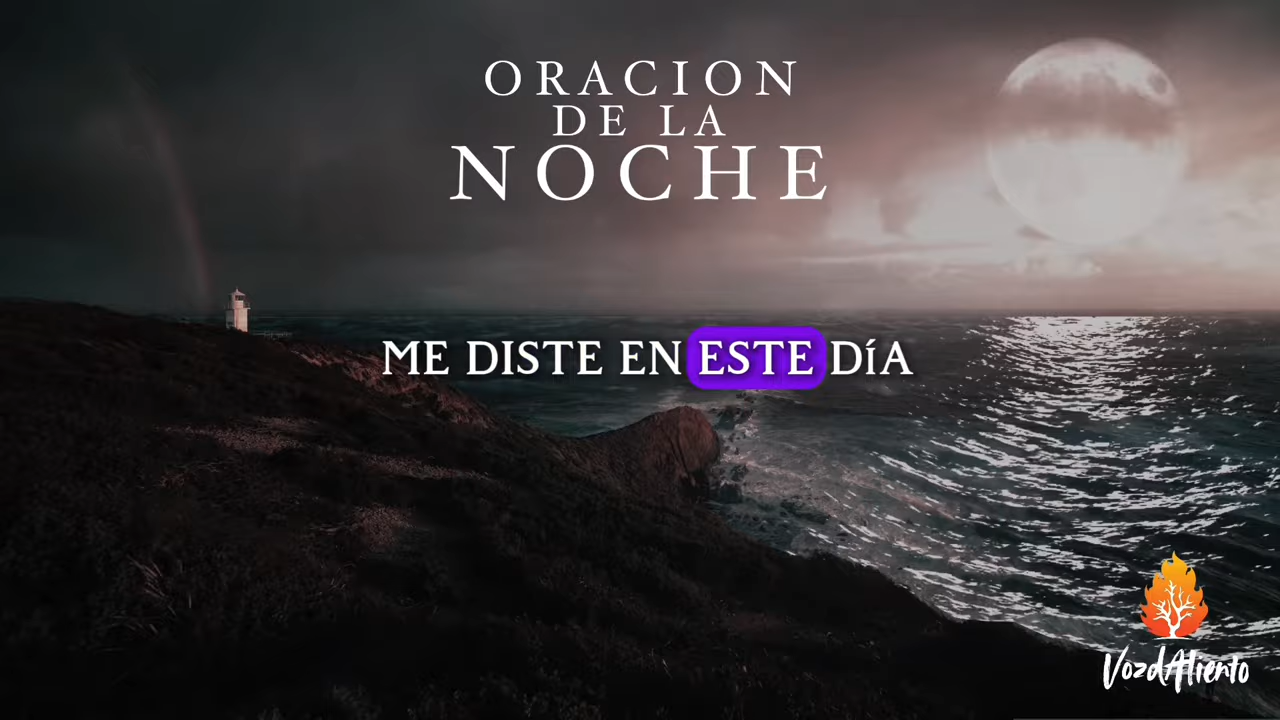 ORACION
DE LA
NOCHE
ME DISTE EN ESTE DíA
VozdAliento